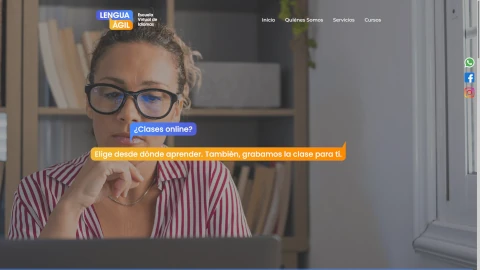 LENGUA
ÁGIL
Escuela
Virtual de
Idiomas
Inicio
Quiénes Somos
Servicios
Cursos
¿Clases online?
Elige desde dónde aprender. También, grabamos la clase para ti.